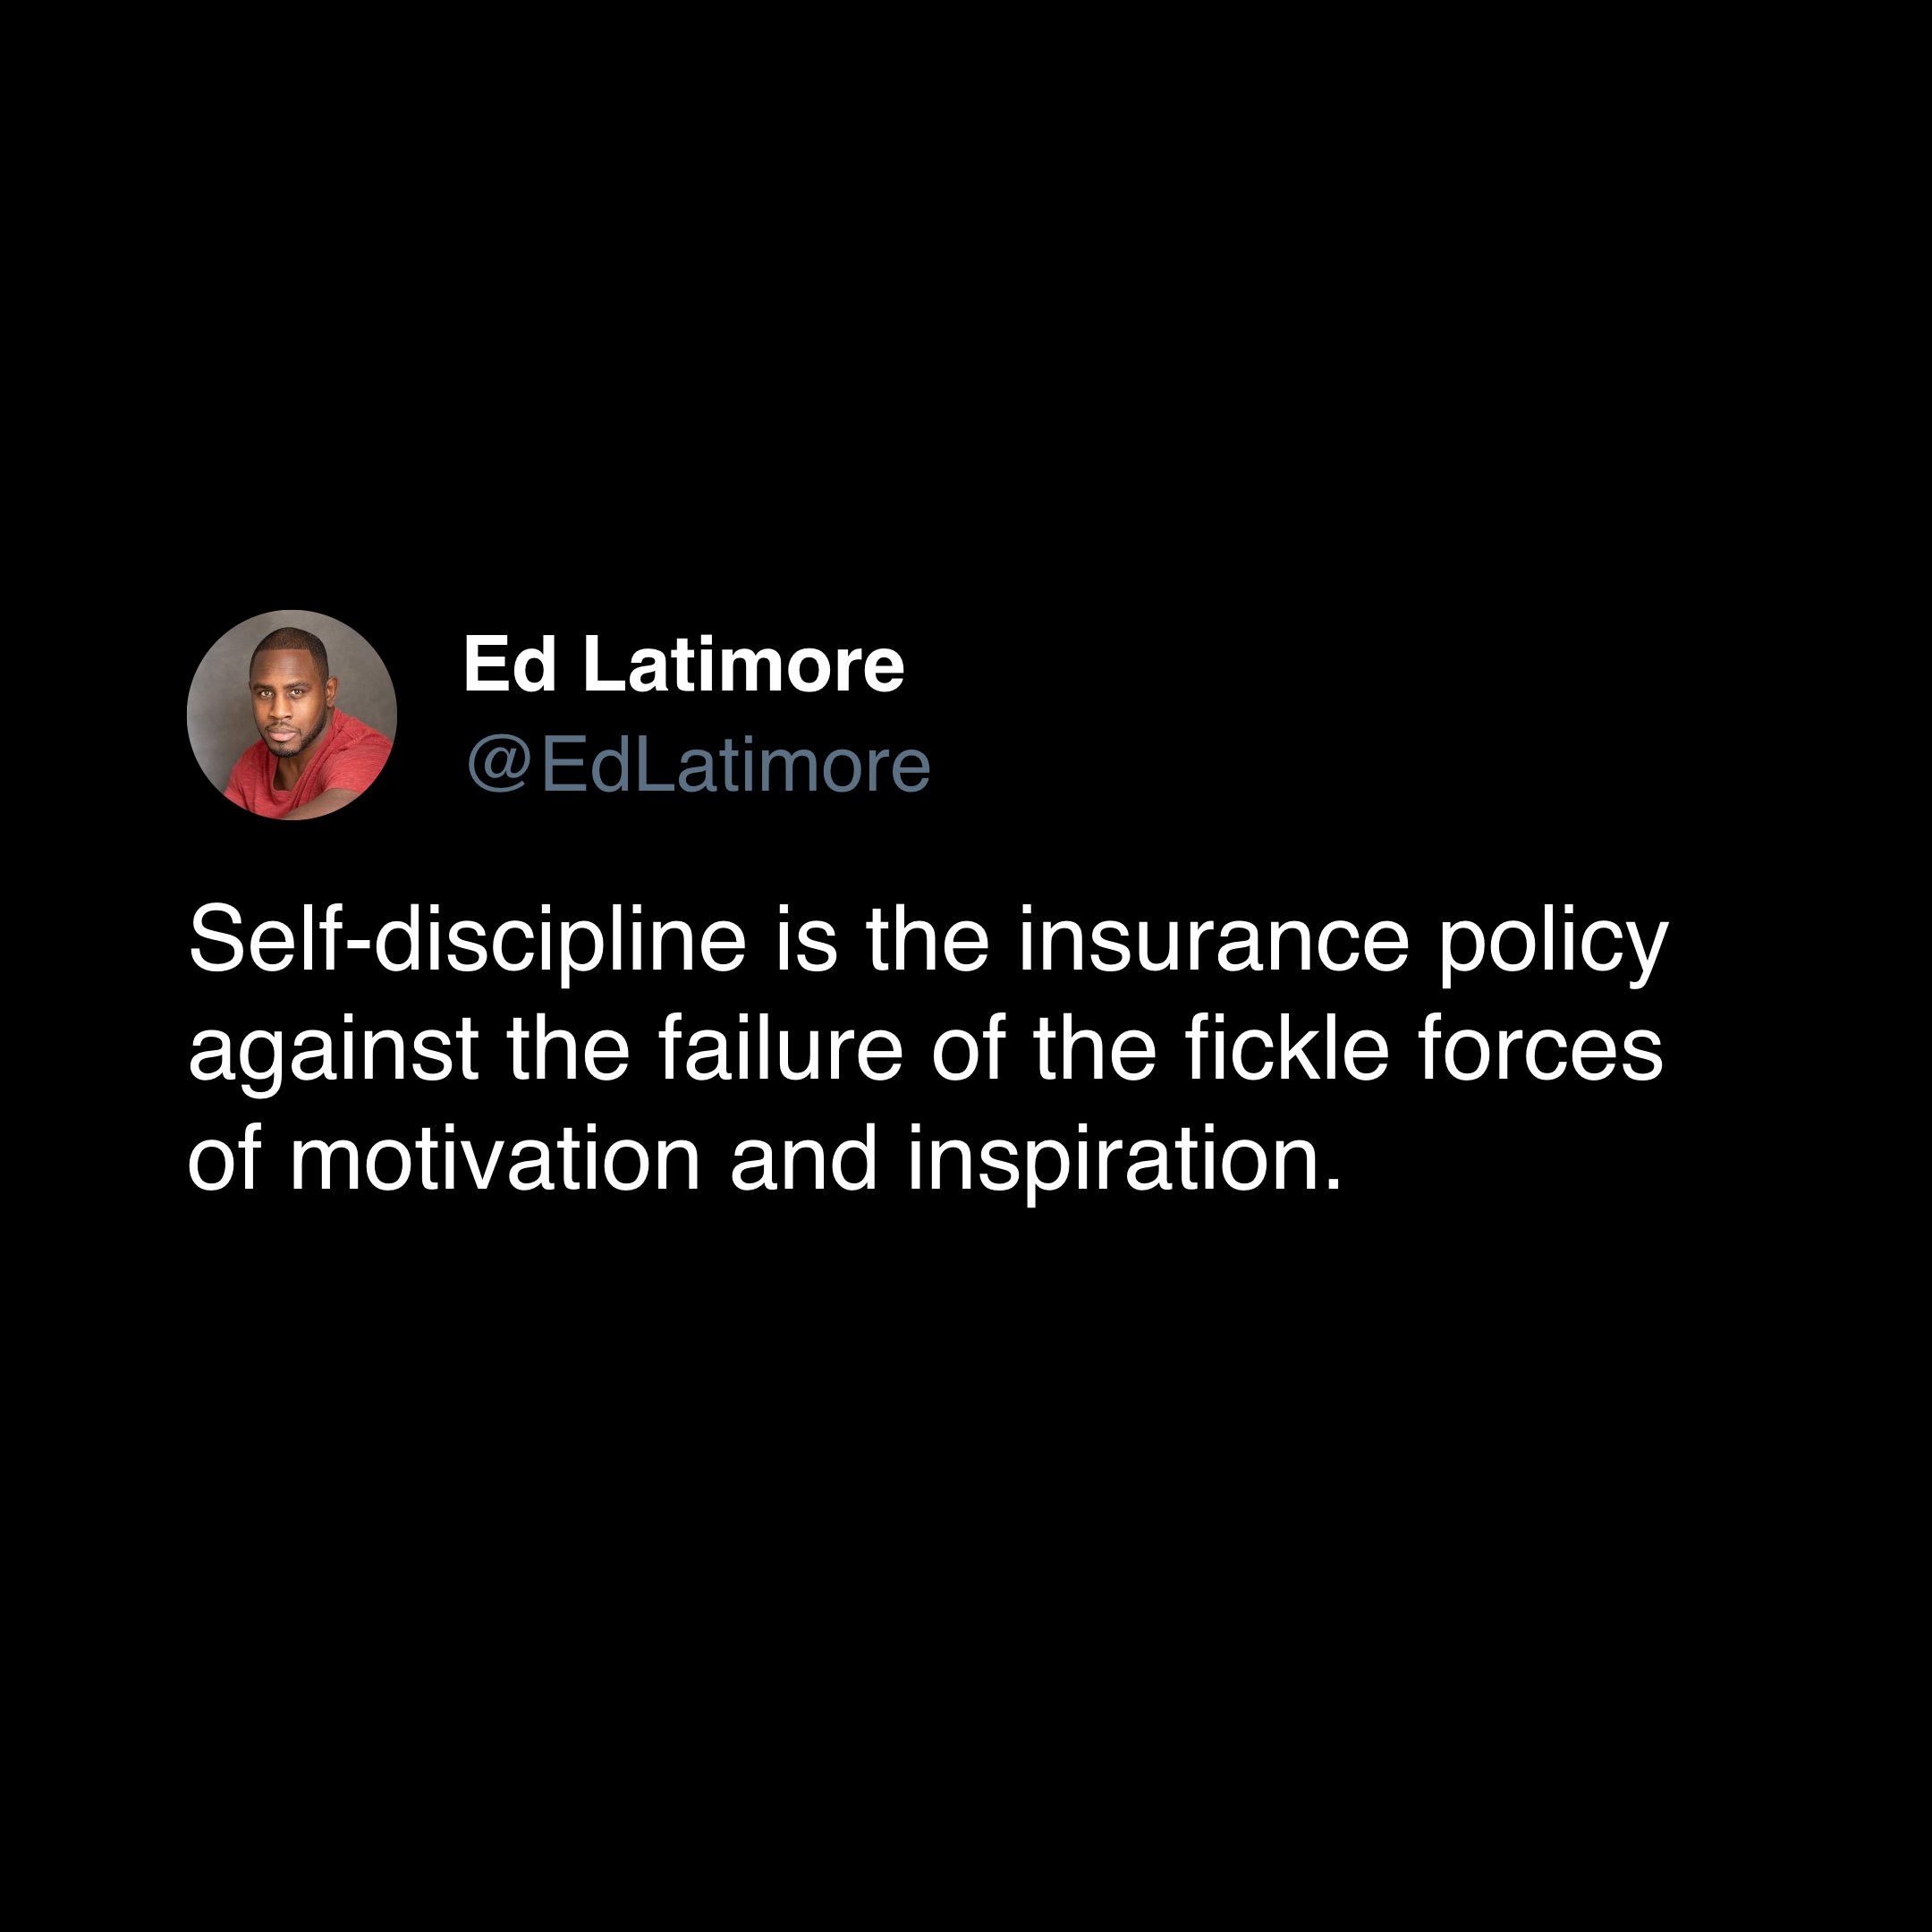 Ed Latimore
@EdLatimore
Self-discipline is the insurance policy
against the failure of the fickle forces
of motivation and inspiration.